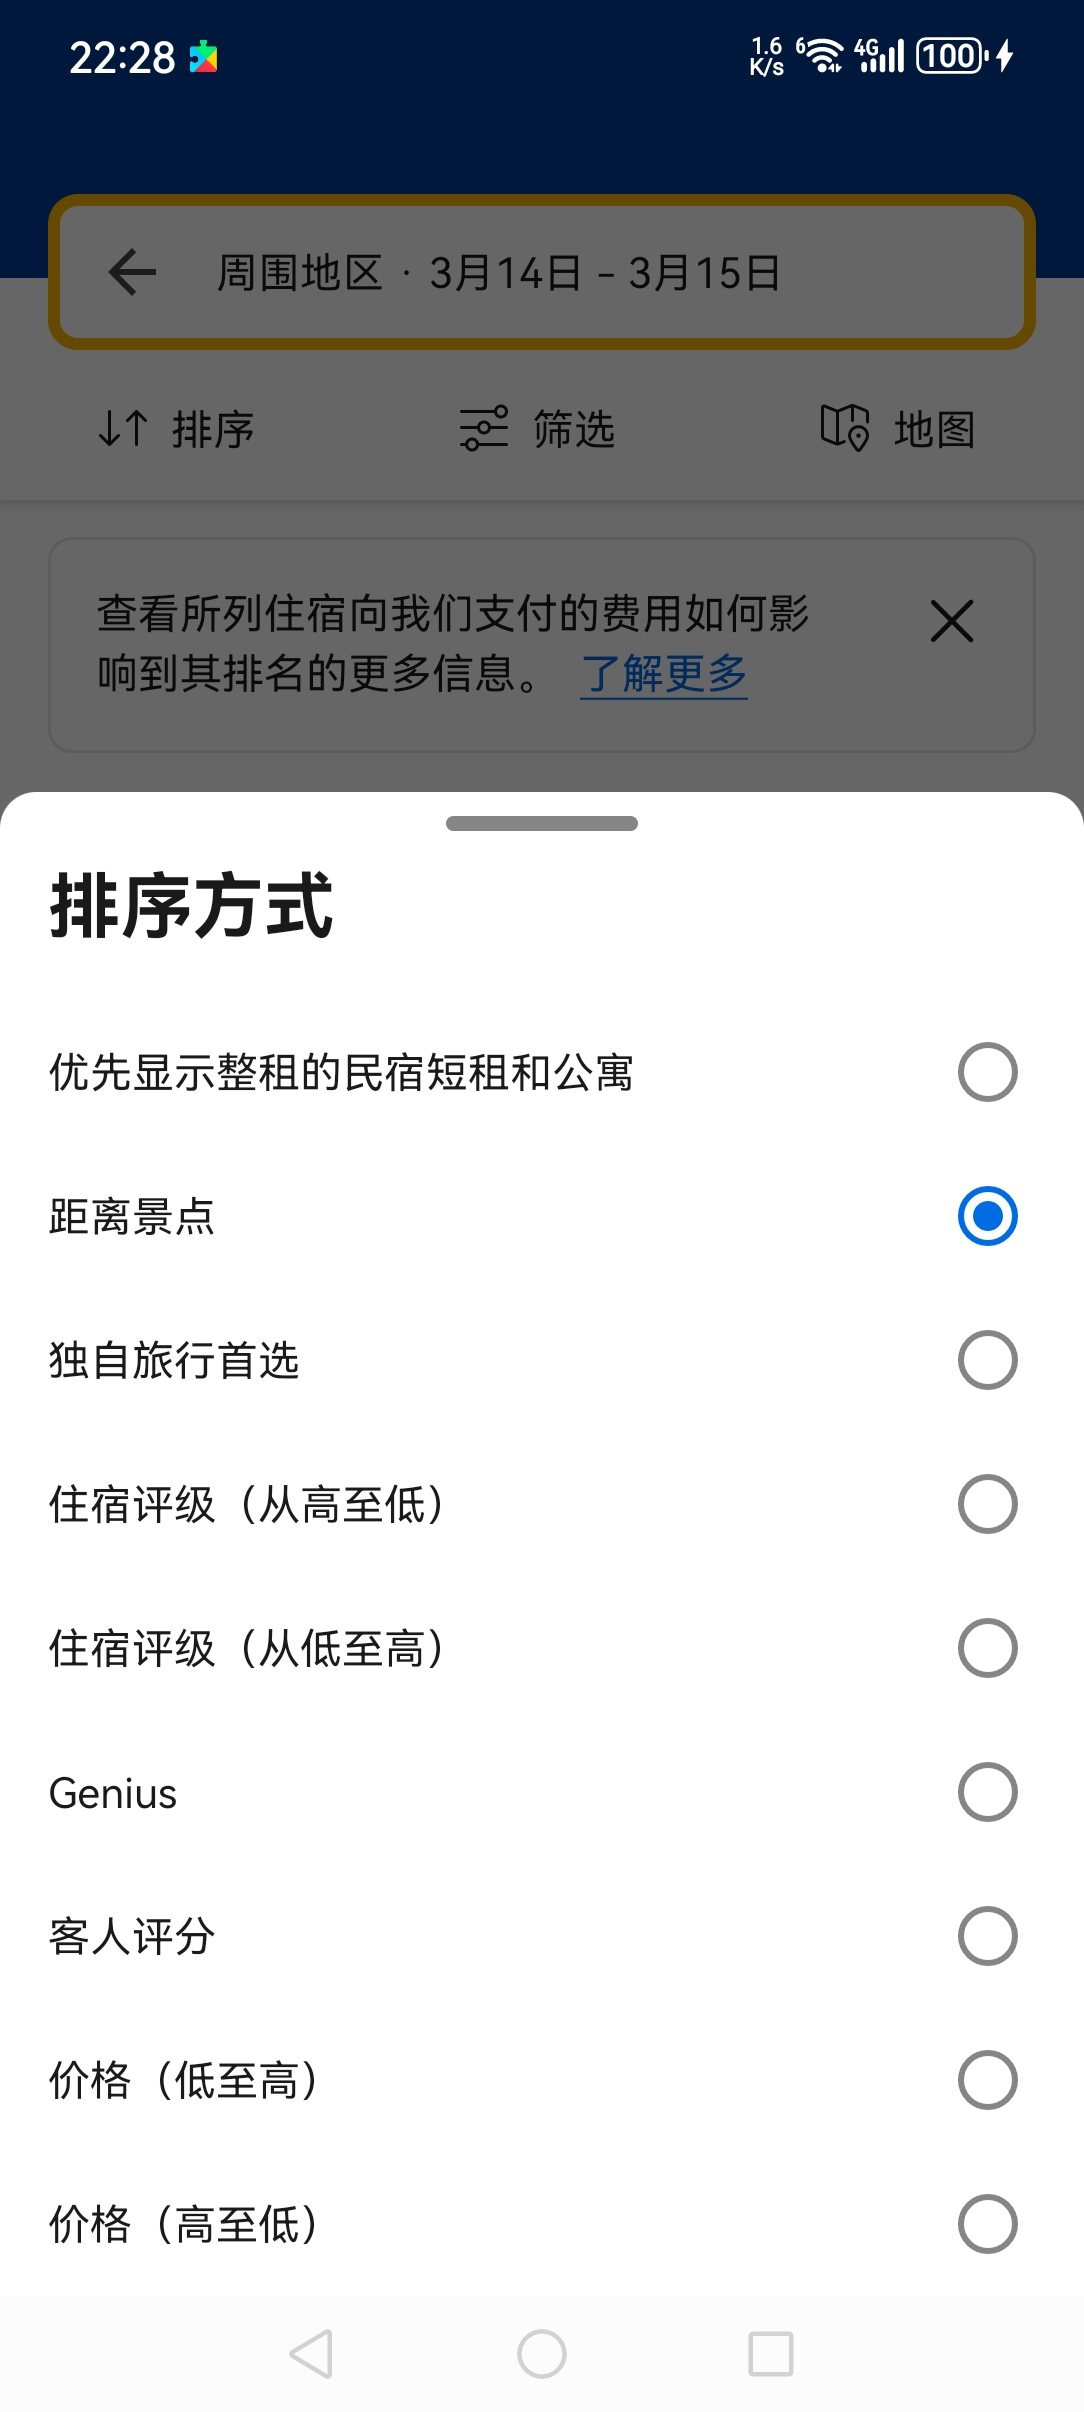 22:28
1.6 K/s
6
4G
100
周围地区 · 3月14日 – 3月15日
排序
筛选
地图
查看所列住宿向我们支付的费用如何影
响到其排名的更多信息。 了解更多
排序方式
优先显示整租的民宿短租和公寓
距离景点
独自旅行首选
住宿评级（从高至低）
住宿评级（从低至高）
Genius
客人评分
价格（低至高）
价格（高至低）